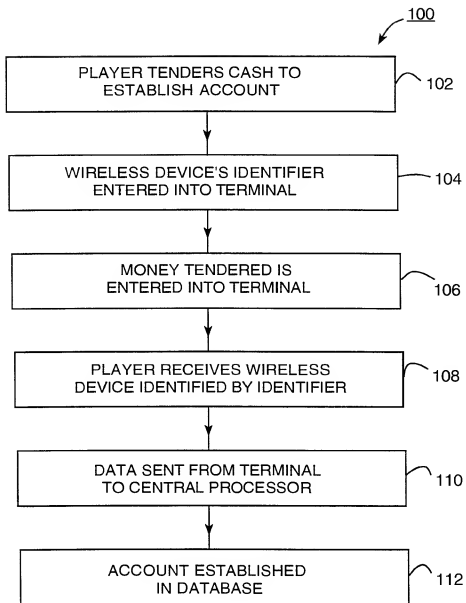 100
PLAYER TENDERS CASH TO
ESTABLISH ACCOUNT
102
WIRELESS DEVICE'S IDENTIFIER
ENTERED INTO TERMINAL
104
MONEY TENDERED IS
ENTERED INTO TERMINAL
106
PLAYER RECEIVES WIRELESS
DEVICE IDENTIFIED BY IDENTIFIER
108
DATA SENT FROM TERMINAL
TO CENTRAL PROCESSOR
110
ACCOUNT ESTABLISHED
IN DATABASE
112